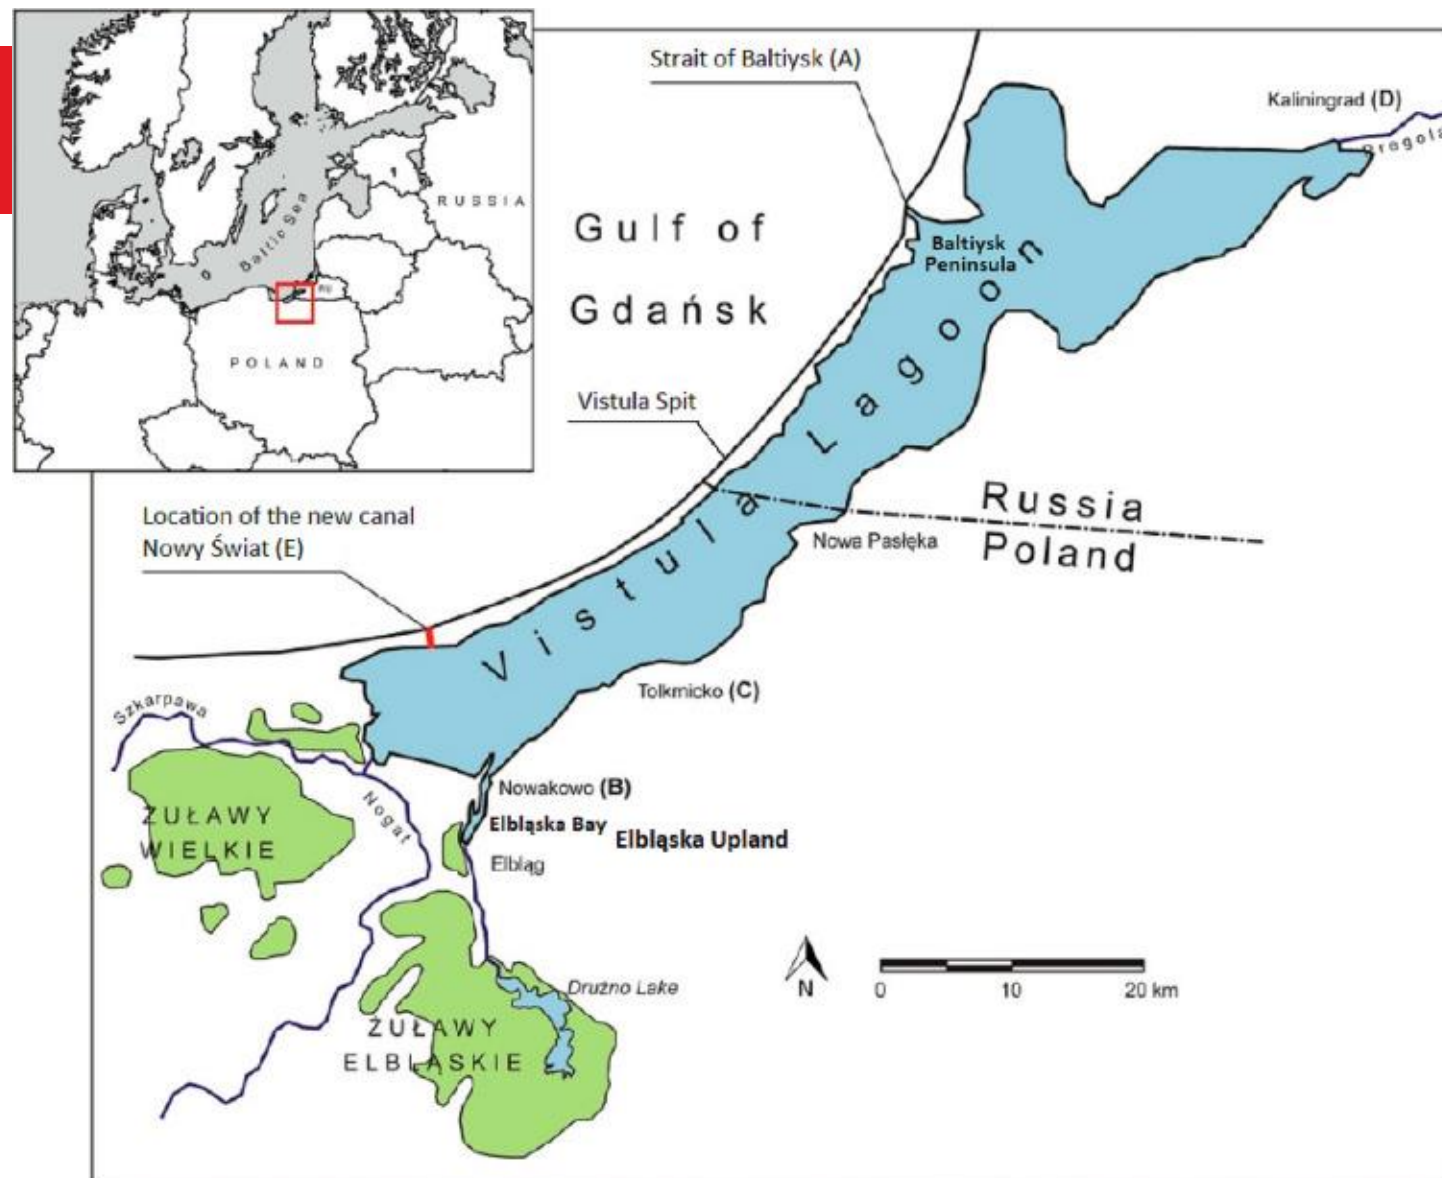 RUSSIA
Baltic Sea
RU
POLAND
Strait of Baltiysk (A)
Kaliningrad (D)
Pregola
Gulf of
Gdańsk
Baltiysk
Peninsula
Vistula Lagoon
Vistula Spit
Russia
Poland
Location of the new canal
Nowy Świat (E)
Nowa Pasłęka
Tolkmicko (C)
Szkarpawa
Nowakowo (B)
Nogat
ŻUŁAWY
WIELKIE
Elbląska Bay
Elbląska Upland
Elbląg
Drużno Lake
ŻUŁAWY
ELBLĄSKIE
N
0 10 20 km